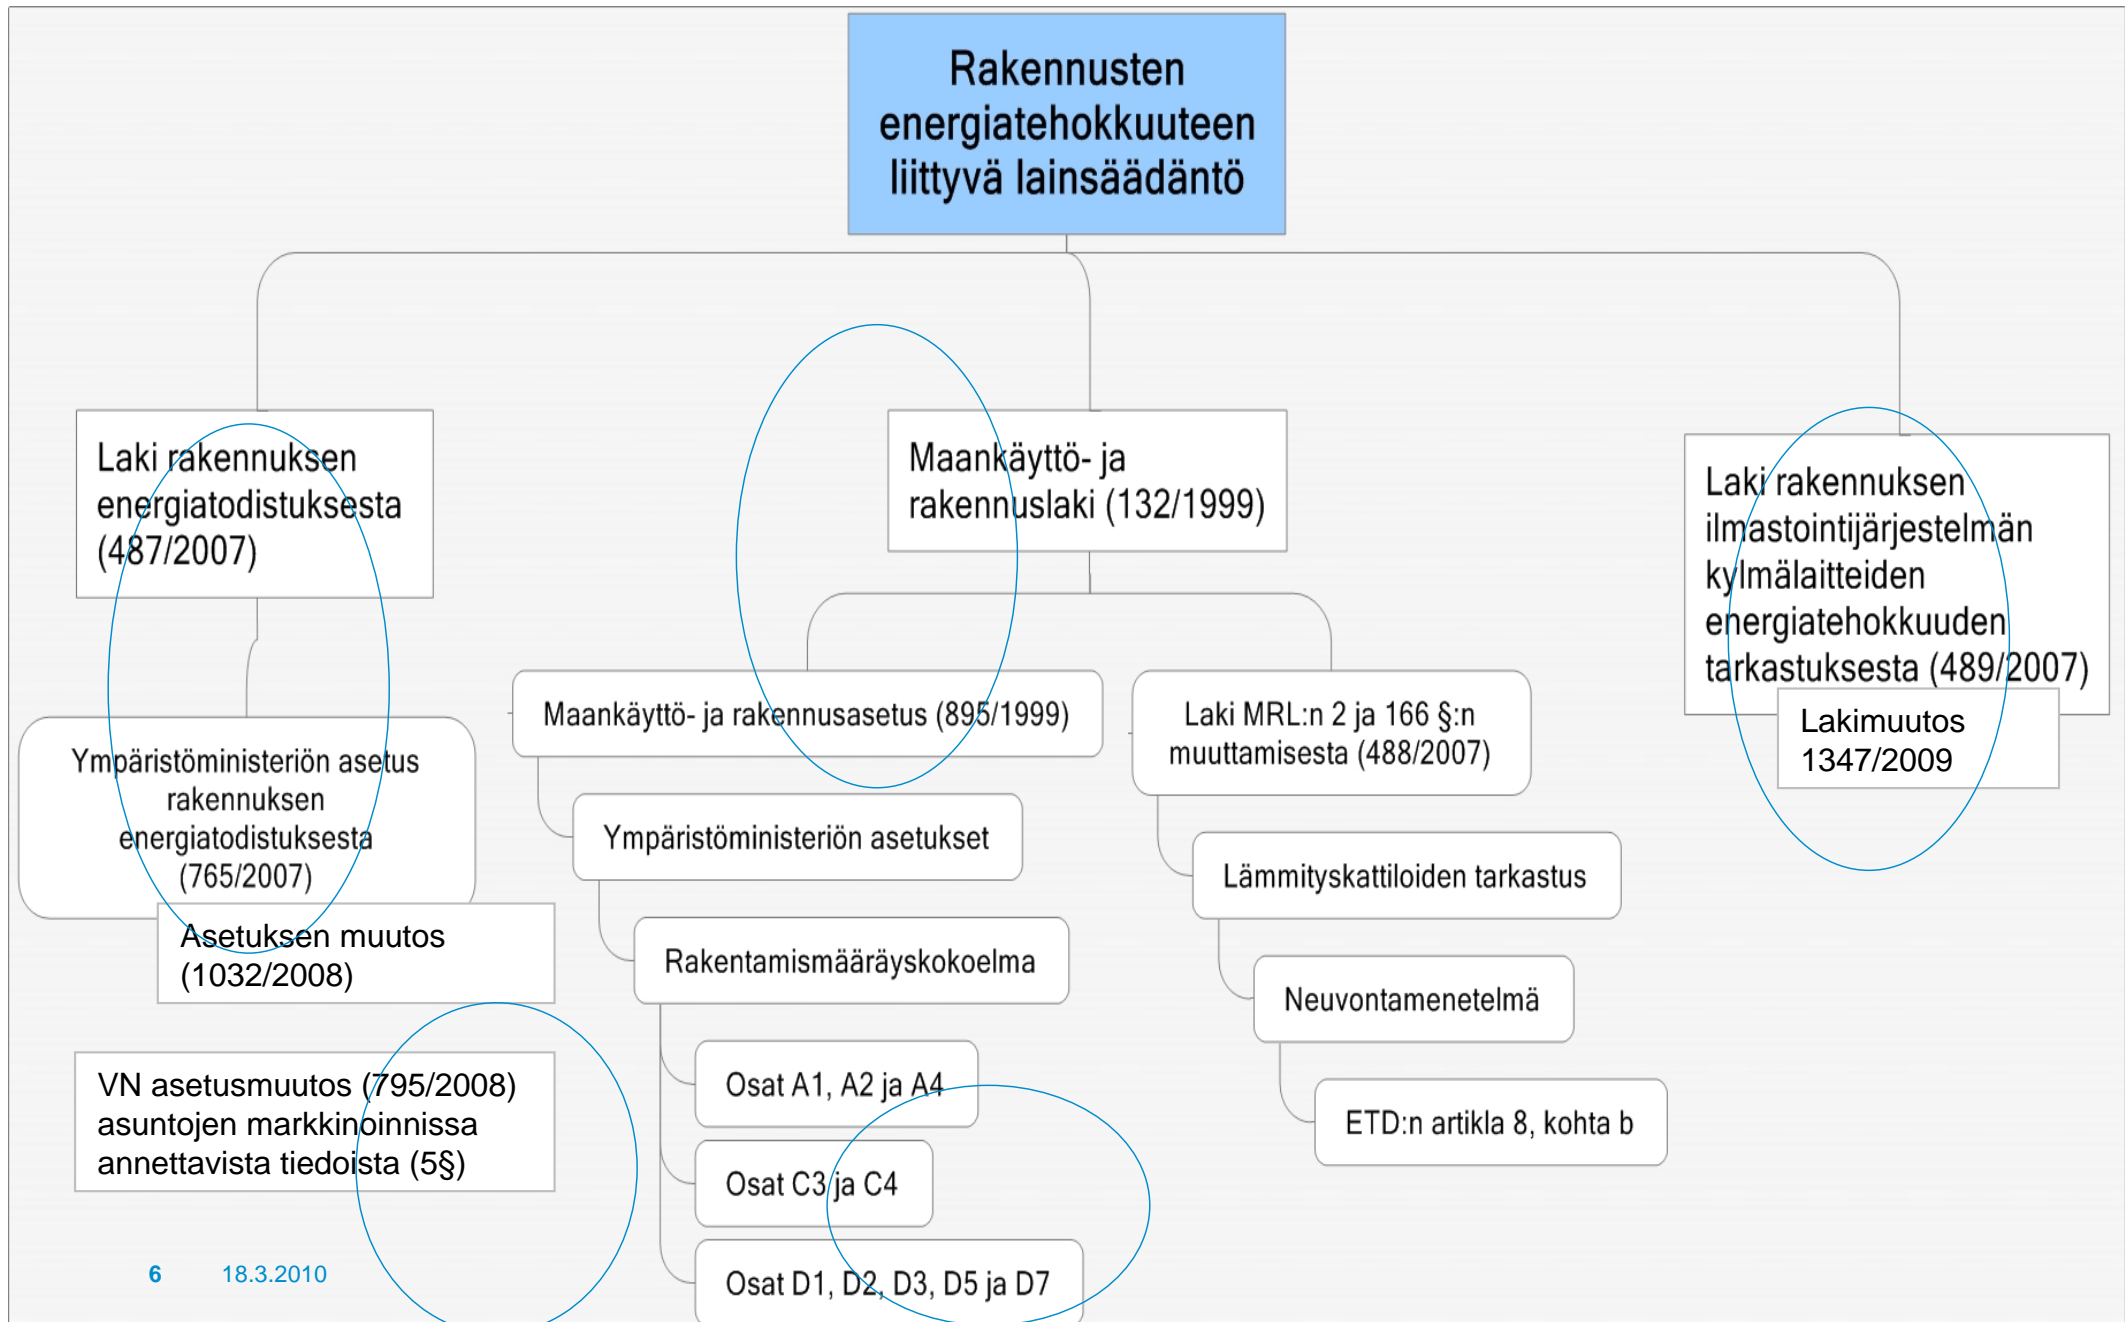 Rakennusten
energiatehokkuuteen
liittyvä lainsäädäntö
Laki rakennuksen
energiatodistuksesta
(487/2007)
Ympäristöministeriön asetus
rakennuksen
energiatodistuksesta
(765/2007)
Asetuksen muutos
(1032/2008)
VN asetusmuutos (795/2008)
asuntojen markkinoinnissa
annettavista tiedoista (5§)
Maankäyttö- ja
rakennuslaki (132/1999)
Maankäyttö- ja rakennusasetus (895/1999)
Ympäristöministeriön asetukset
Rakentamismääräyskokoelma
Osat A1, A2 ja A4
Osat C3 ja C4
Osat D1, D2, D3, D5 ja D7
Laki MRL:n 2 ja 166 §:n
muuttamisesta (488/2007)
Lämmityskattiloiden tarkastus
Neuvontamenetelmä
ETD:n artikla 8, kohta b
Laki rakennuksen
ilmastointijärjestelmän
kylmälaitteiden
energiatehokkuuden
tarkastuksesta (489/2007)
Lakimuutos
1347/2009
6 18.3.2010